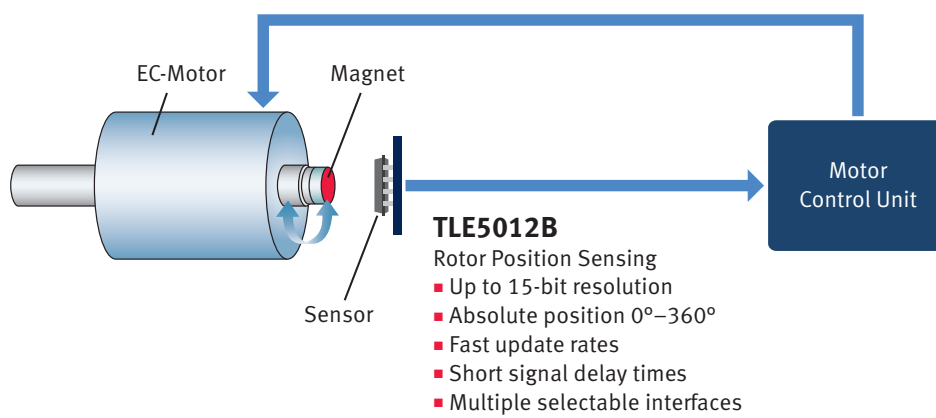 EC-Motor
Magnet
Motor
Control Unit
Sensor
TLE5012B
Rotor Position Sensing
▪ Up to 15-bit resolution
▪ Absolute position 0°–360°
▪ Fast update rates
▪ Short signal delay times
▪ Multiple selectable interfaces